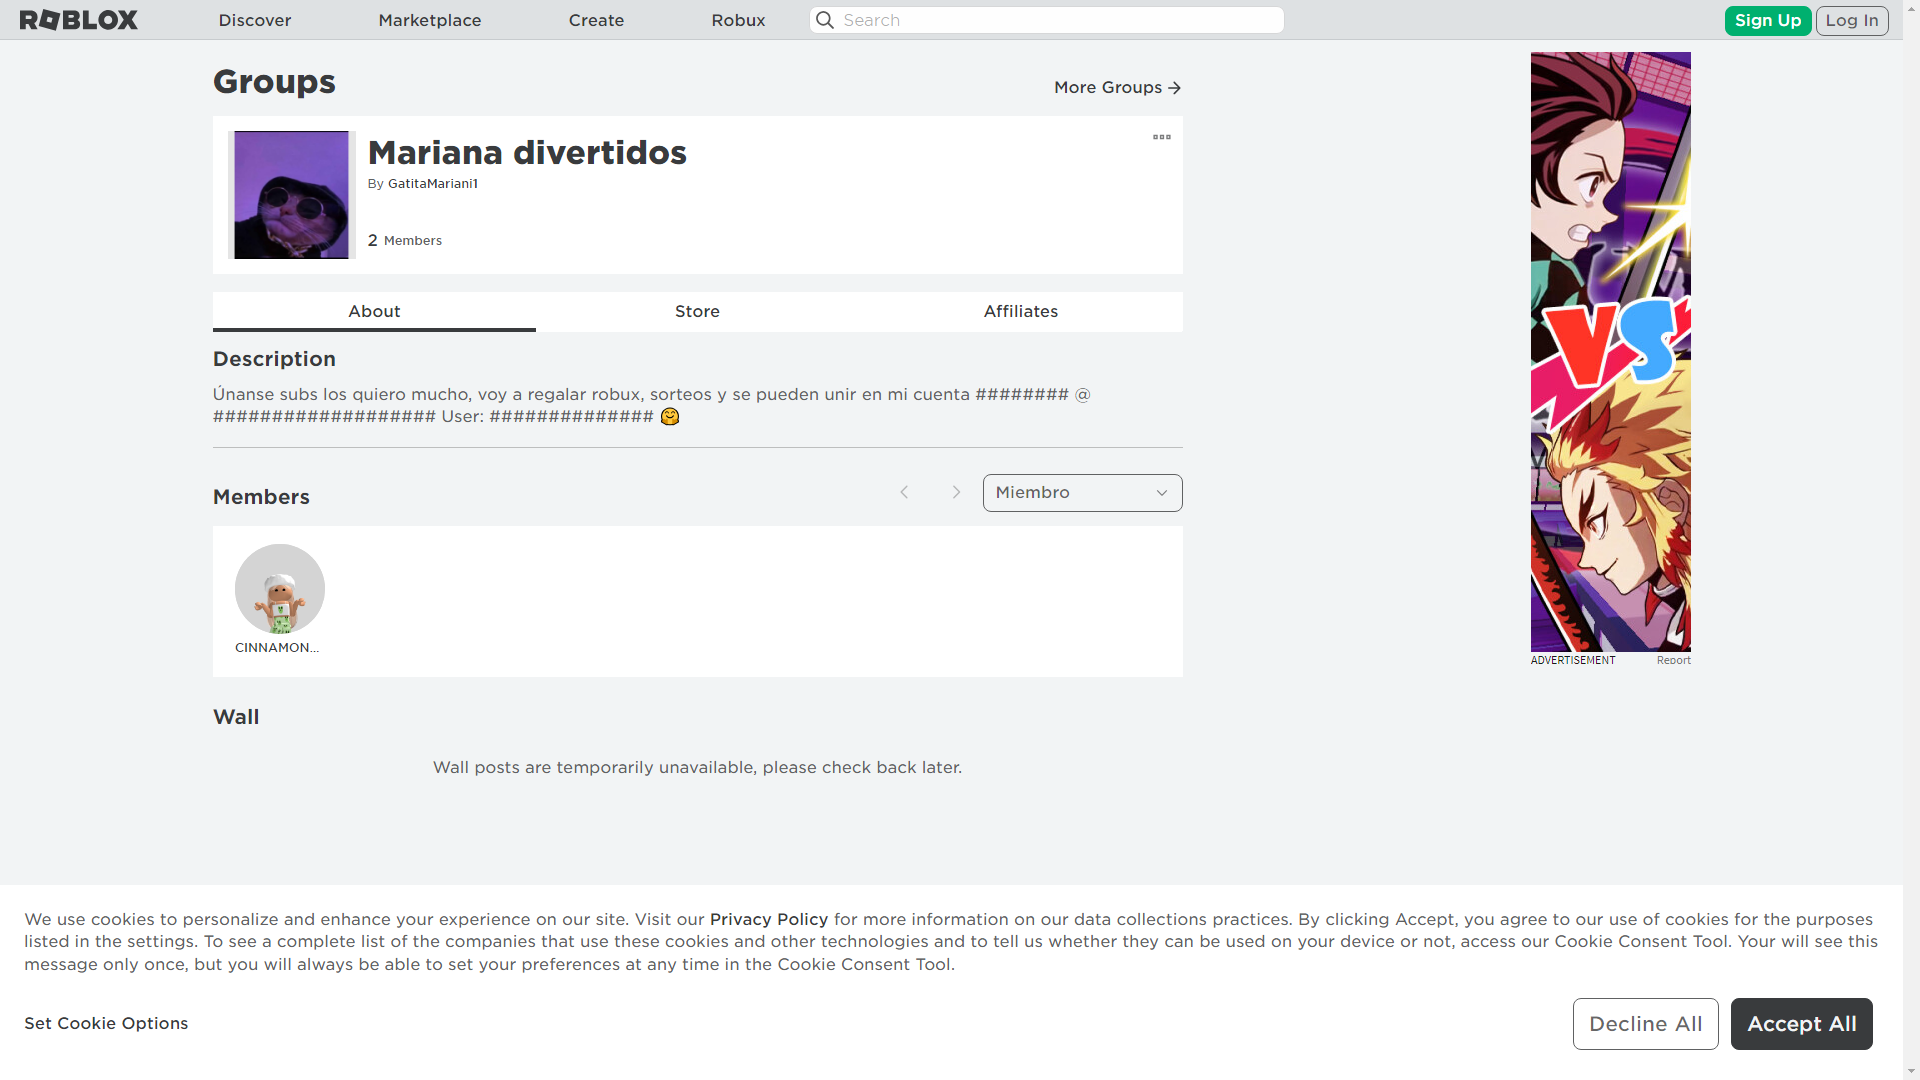 ROBLOX
Discover
Marketplace
Create
Robux
Search
Sign Up
Log In
Groups
More Groups
Mariana divertidos
By GatitaMariani1
2 Members
About
Store
Affiliates
Description
Únanse subs los quiero mucho, voy a regalar robux, sorteos y se pueden unir en mi cuenta ######## @
################### User: ############## 🤗
Members
Miembro
CINNAMON...
Wall
Wall posts are temporarily unavailable, please check back later.
VS
ADVERTISEMENT
Report
We use cookies to personalize and enhance your experience on our site. Visit our Privacy Policy for more information on our data collections practices. By clicking Accept, you agree to our use of cookies for the purposes
listed in the settings. To see a complete list of the companies that use these cookies and other technologies and to tell us whether they can be used on your device or not, access our Cookie Consent Tool. Your will see this
message only once, but you will always be able to set your preferences at any time in the Cookie Consent Tool.
Set Cookie Options
Decline All
Accept All